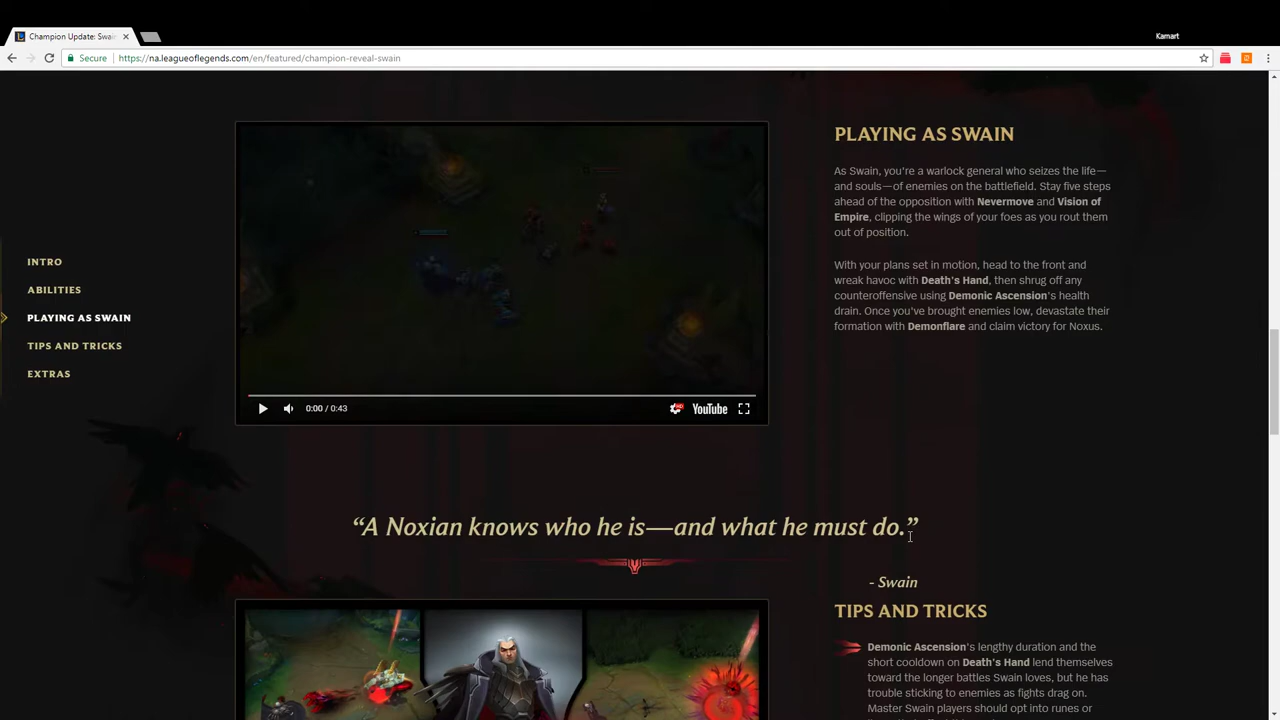 Champion Update: Swai
Kamart
Secure
https://na.leagueoflegends.com/en/featured/champion-reveal-swain
INTRO
ABILITIES
PLAYING AS SWAIN
TIPS AND TRICKS
EXTRAS
0:00 / 0:43
HD
YouTube
PLAYING AS SWAIN
As Swain, you're a warlock general who seizes the life—
and souls—of enemies on the battlefield. Stay five steps
ahead of the opposition with Nevermove and Vision of
Empire, clipping the wings of your foes as you rout them
out of position.
With your plans set in motion, head to the front and
wreak havoc with Death's Hand, then shrug off any
counteroffensive using Demonic Ascension's health
drain. Once you've brought enemies low, devastate their
formation with Demonflare and claim victory for Noxus.
“A Noxian knows who he is—and what he must do.”
- Swain
TIPS AND TRICKS
Demonic Ascension's lengthy duration and the
short cooldown on Death's Hand lend themselves
toward the longer battles Swain loves, but he has
trouble sticking to enemies as fights drag on.
Master Swain players should opt into runes or